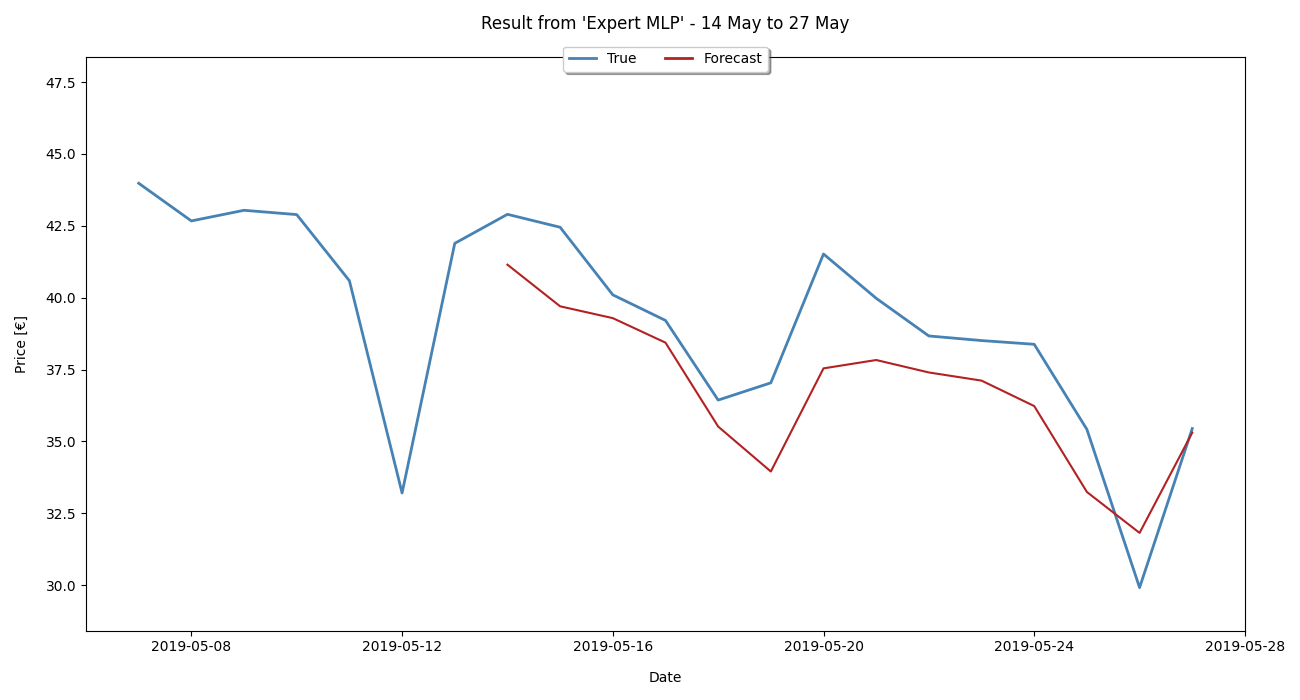 Result from 'Expert MLP' - 14 May to 27 May
True Forecast
47.5
45.0
42.5
40.0
37.5
35.0
32.5
30.0
Price [€]
2019-05-08 2019-05-12 2019-05-16 2019-05-20 2019-05-24 2019-05-28
Date